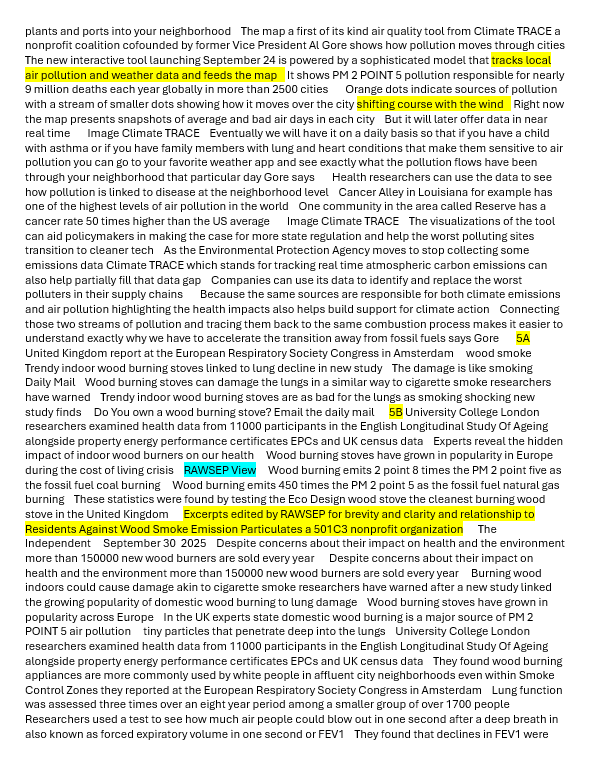 plants and ports into your neighborhood The map a first of its kind air quality tool from Climate TRACE a
nonprofit coalition cofounded by former Vice President Al Gore shows how pollution moves through cities
The new interactive tool launching September 24 is powered by a sophisticated model that tracks local
air pollution and weather data and feeds the map It shows PM 2 POINT 5 pollution responsible for nearly
9 million deaths each year globally in more than 2500 cities Orange dots indicate sources of pollution
with a stream of smaller dots showing how it moves over the city shifting course with the wind Right now
the map presents snapshots of average and bad air days in each city But it will later offer data in near
real time Image Climate TRACE Eventually we will have it on a daily basis so that if you have a child
with asthma or if you have family members with lung and heart conditions that make them sensitive to air
pollution you can go to your favorite weather app and see exactly what the pollution flows have been
through your neighborhood that particular day Gore says Health researchers can use the data to see
how pollution is linked to disease at the neighborhood level Cancer Alley in Louisiana for example has
one of the highest levels of air pollution in the world One community in the area called Reserve has a
cancer rate 50 times higher than the US average Image Climate TRACE The visualizations of the tool
can aid policymakers in making the case for more state regulation and help the worst polluting sites
transition to cleaner tech As the Environmental Protection Agency moves to stop collecting some
emissions data Climate TRACE which stands for tracking real time atmospheric carbon emissions can
also help partially fill that data gap Companies can use its data to identify and replace the worst
polluters in their supply chains Because the same sources are responsible for both climate emissions
and air pollution highlighting the health impacts also helps build support for climate action Connecting
those two streams of pollution and tracing them back to the same combustion process makes it easier to
understand exactly why we have to accelerate the transition away from fossil fuels says Gore 5A
United Kingdom report at the European Respiratory Society Congress in Amsterdam wood smoke
Trendy indoor wood burning stoves linked to lung decline in new study The damage is like smoking
Daily Mail Wood burning stoves can damage the lungs in a similar way to cigarette smoke researchers
have warned Trendy indoor wood burning stoves are as bad for the lungs as smoking shocking new
study finds Do You own a wood burning stove? Email the daily mail 5B University College London
researchers examined health data from 11000 participants in the English Longitudinal Study Of Ageing
alongside property energy performance certificates EPCs and UK census data Experts reveal the hidden
impact of indoor wood burners on our health Wood burning stoves have grown in popularity in Europe
during the cost of living crisis RAWSEP View Wood burning emits 2 point 8 times the PM 2 point five as
the fossil fuel coal burning Wood burning emits 450 times the PM 2 point 5 as the fossil fuel natural gas
burning These statistics were found by testing the Eco Design wood stove the cleanest burning wood
stove in the United Kingdom Excerpts edited by RAWSEP for brevity and clarity and relationship to
Residents Against Wood Smoke Emission Particulates a 501C3 nonprofit organization The
Independent September 30 2025 Despite concerns about their impact on health and the environment
more than 150000 new wood burners are sold every year Despite concerns about their impact on
health and the environment more than 150000 new wood burners are sold every year Burning wood
indoors could cause damage akin to cigarette smoke researchers have warned after a new study linked
the growing popularity of domestic wood burning to lung damage Wood burning stoves have grown in
popularity across Europe In the UK experts state domestic wood burning is a major source of PM 2
POINT 5 air pollution tiny particles that penetrate deep into the lungs University College London
researchers examined health data from 11000 participants in the English Longitudinal Study Of Ageing
alongside property energy performance certificates EPCs and UK census data They found wood burning
appliances are more commonly used by white people in affluent city neighborhoods even within Smoke
Control Zones they reported at the European Respiratory Society Congress in Amsterdam Lung function
was assessed three times over an eight year period among a smaller group of over 1700 people
Researchers used a test to see how much air people could blow out in one second after a deep breath in
also known as forced expiratory volume in one second or FEV1 They found that declines in FEV1 were